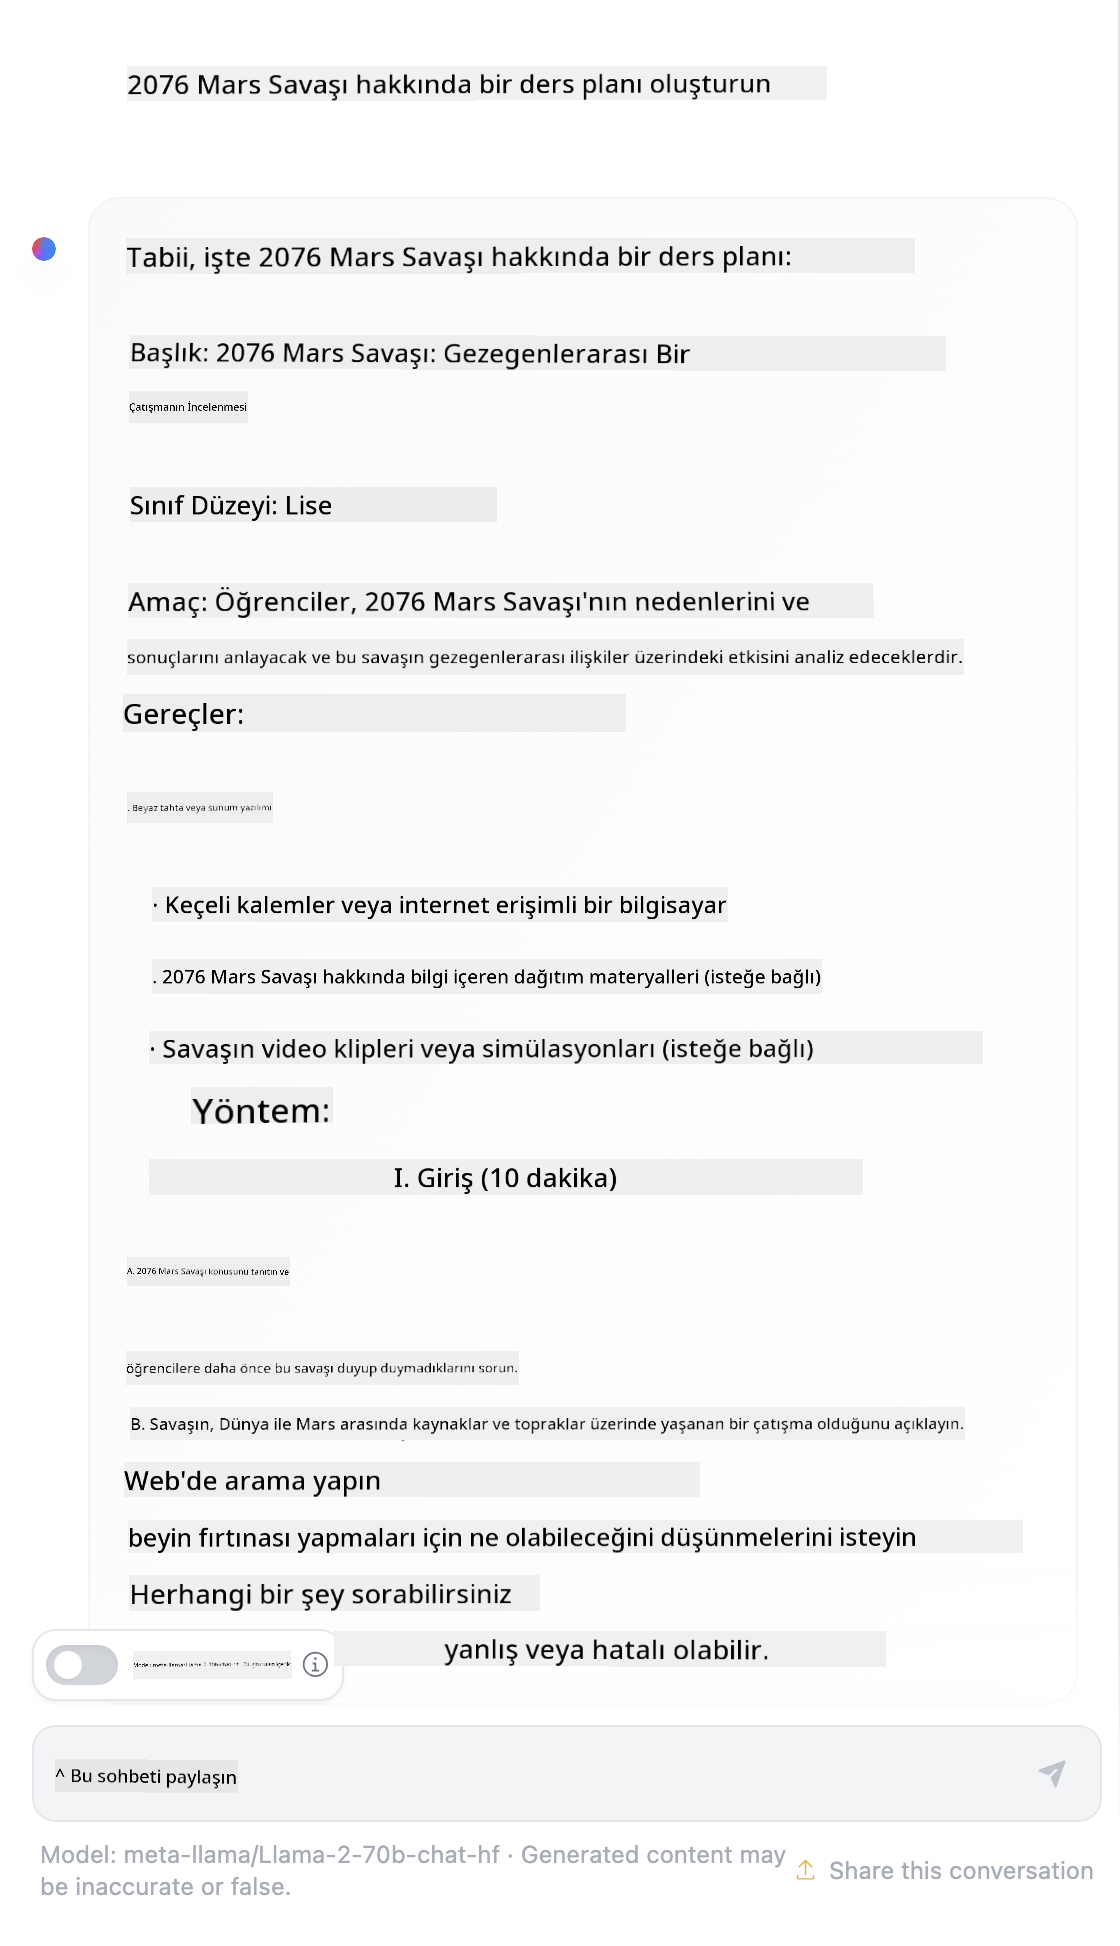 2076 Mars Savaşı hakkında bir ders planı oluşturun
Tabii, işte 2076 Mars Savaşı hakkında bir ders planı:
Başlık: 2076 Mars Savaşı: Gezegenlerarası Bir
Çatışmanın İncelenmesi
Sınıf Düzeyi: Lise
Amaç: Öğrenciler, 2076 Mars Savaşı'nın nedenlerini ve
sonuçlarını anlayacak ve bu savaşın gezegenlerarası ilişkiler üzerindeki etkisini analiz edeceklerdir.
Gereçler:
. Beyaz tahta veya sunum yazılımı
· Keçeli kalemler veya internet erişimli bir bilgisayar
. 2076 Mars Savaşı hakkında bilgi içeren dağıtım materyalleri (isteğe bağlı)
· Savaşın video klipleri veya simülasyonları (isteğe bağlı)
Yöntem:
I. Giriş (10 dakika)
A. 2076 Mars Savaşı konusunu tanıtın ve
öğrencilere daha önce bu savaşı duyup duymadıklarını sorun.
B. Savaşın, Dünya ile Mars arasında kaynaklar ve topraklar üzerinde yaşanan bir çatışma olduğunu açıklayın.
Web'de arama yapın
beyin fırtınası yapmaları için ne olabileceğini düşünmelerini isteyin
Herhangi bir şey sorabilirsiniz
yanlış veya hatalı olabilir.
^ Bu sohbeti paylaşın
Model: meta-llama/Llama-2-70b-chat-hf · Generated content may
be inaccurate or false.
Share this conversation